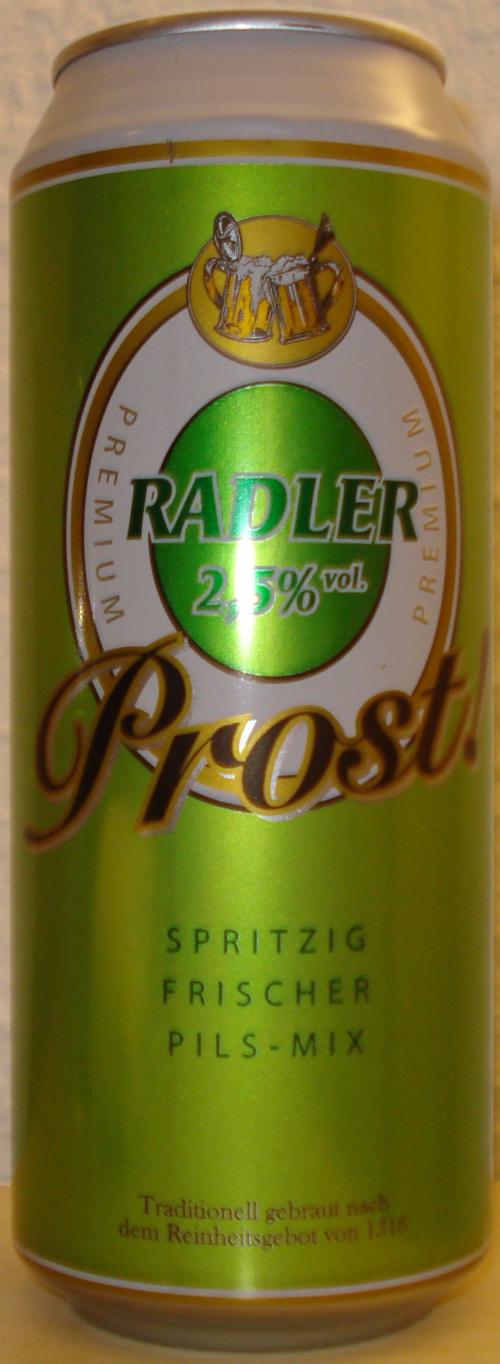 PREMIUM
PREMIUM
RADLER
2,5% vol.
Prost!
SPRITZIG
FRISCHER
PILS-MIX
Traditionell gebraut nach
dem Reinheitsgebot von 1516